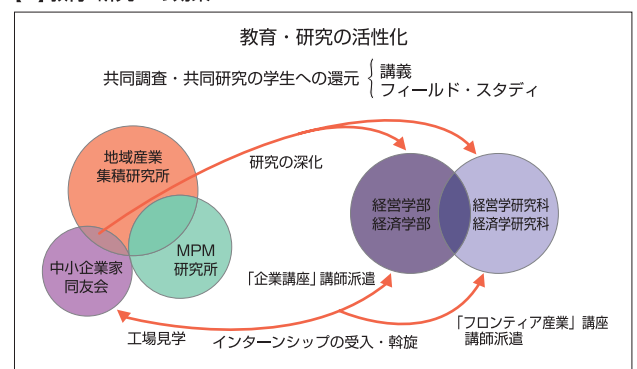 教育・研究の活性化
共同調査・共同研究の学生への還元
講義
フィールド・スタディ
地域産業
集積研究所
研究の深化
経営学部
経済学部
経営学研究科
経済学研究科
MPM
研究所
中小企業家
同友会
「企業講座」講師派遣
工場見学
インターンシップの受入・斡旋
「フロンティア産業」講座
講師派遣